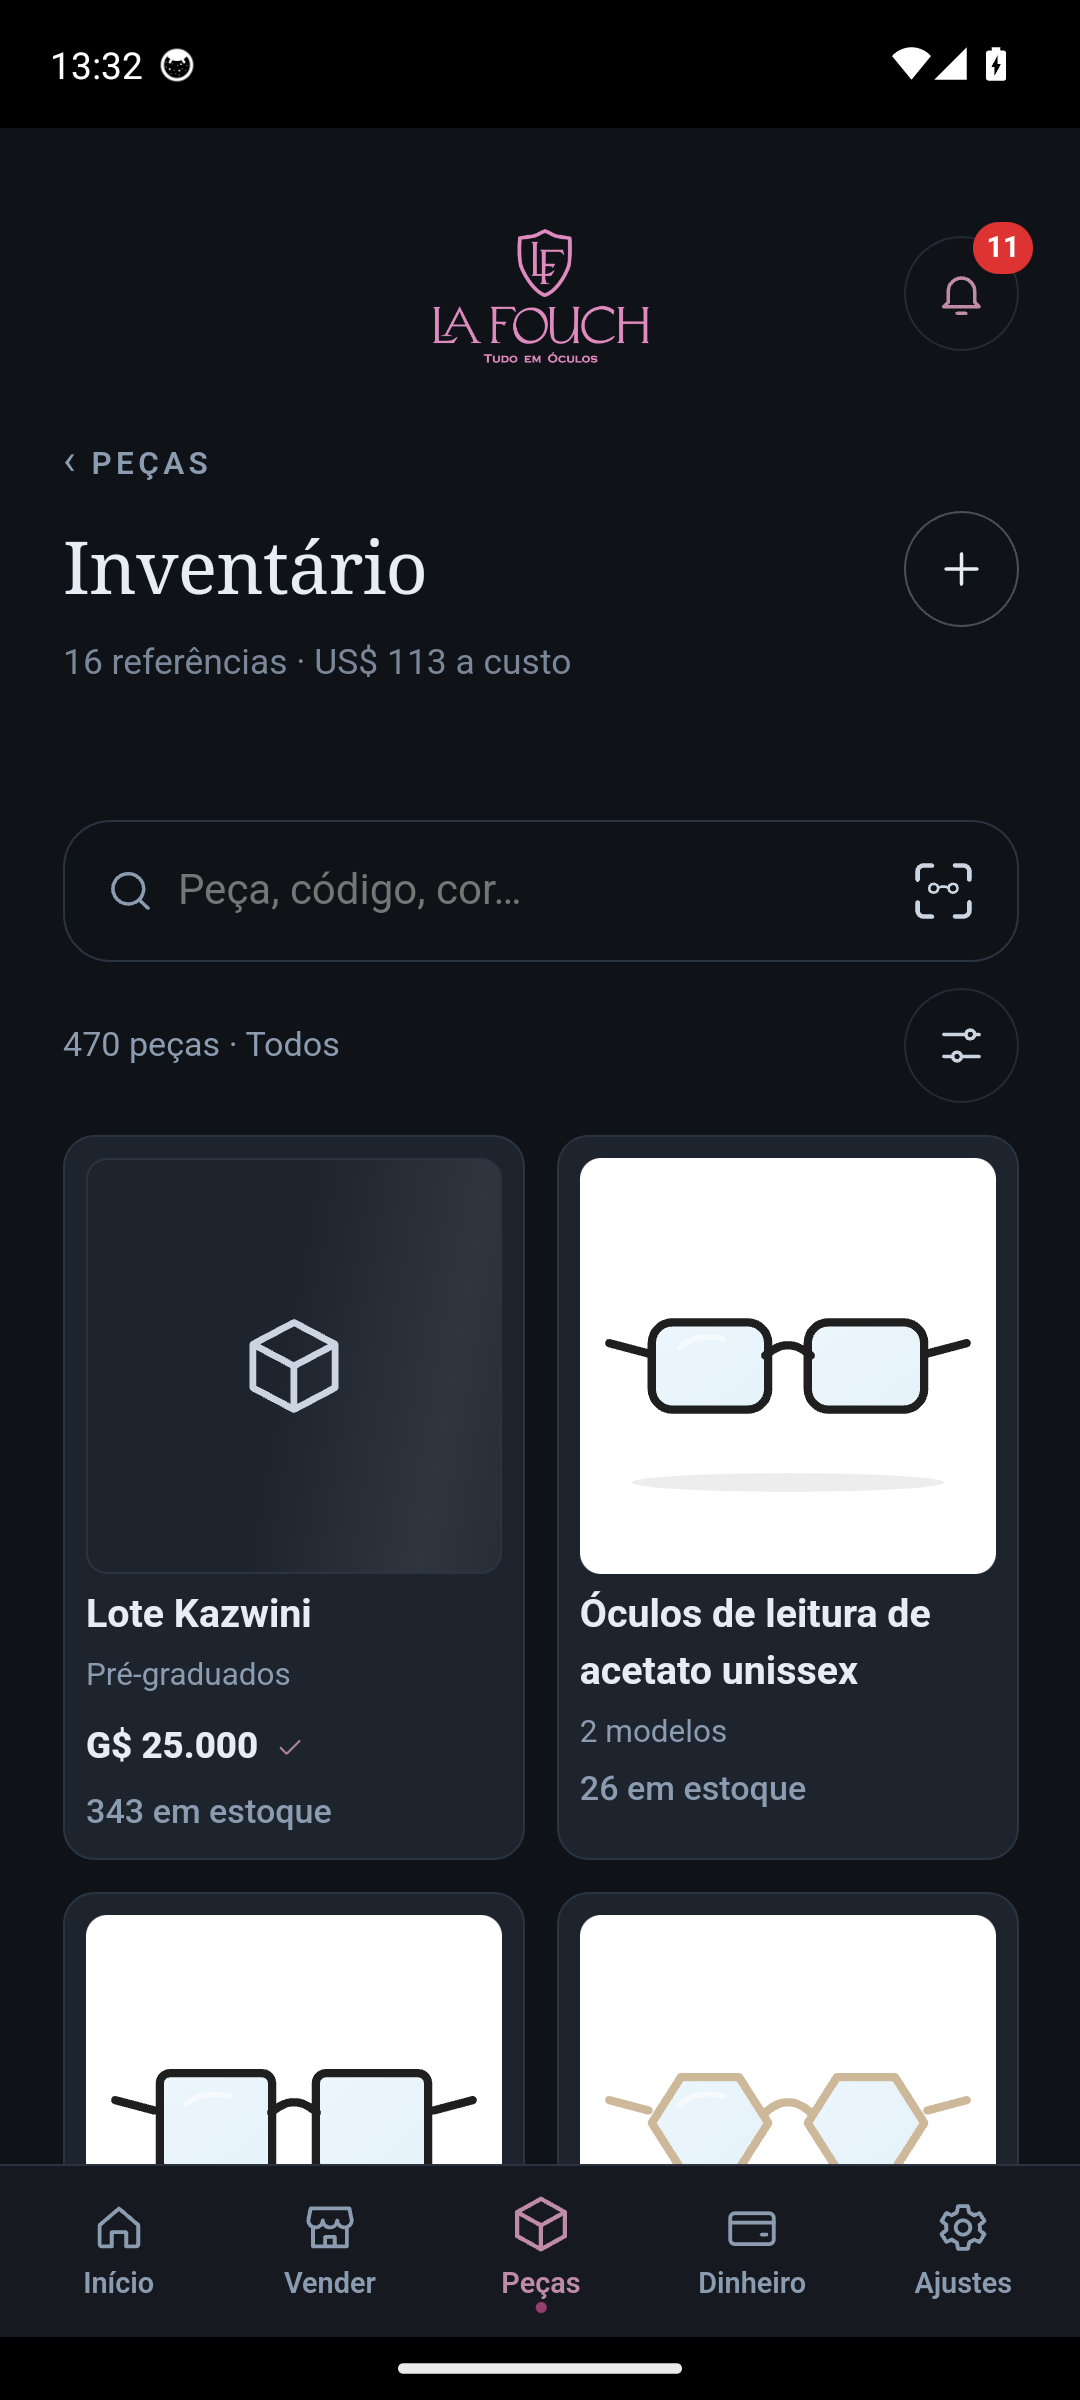 13:32
11
LF
LA FOUCH
TUDO EM ÓCULOS
‹ PEÇAS
Inventário
16 referências · US$ 113 a custo
Peça, código, cor…
470 peças · Todos
Lote Kazwini
Pré-graduados
G$ 25.000
343 em estoque
Óculos de leitura de
acetato unissex
2 modelos
26 em estoque
Início
Vender
Peças
Dinheiro
Ajustes